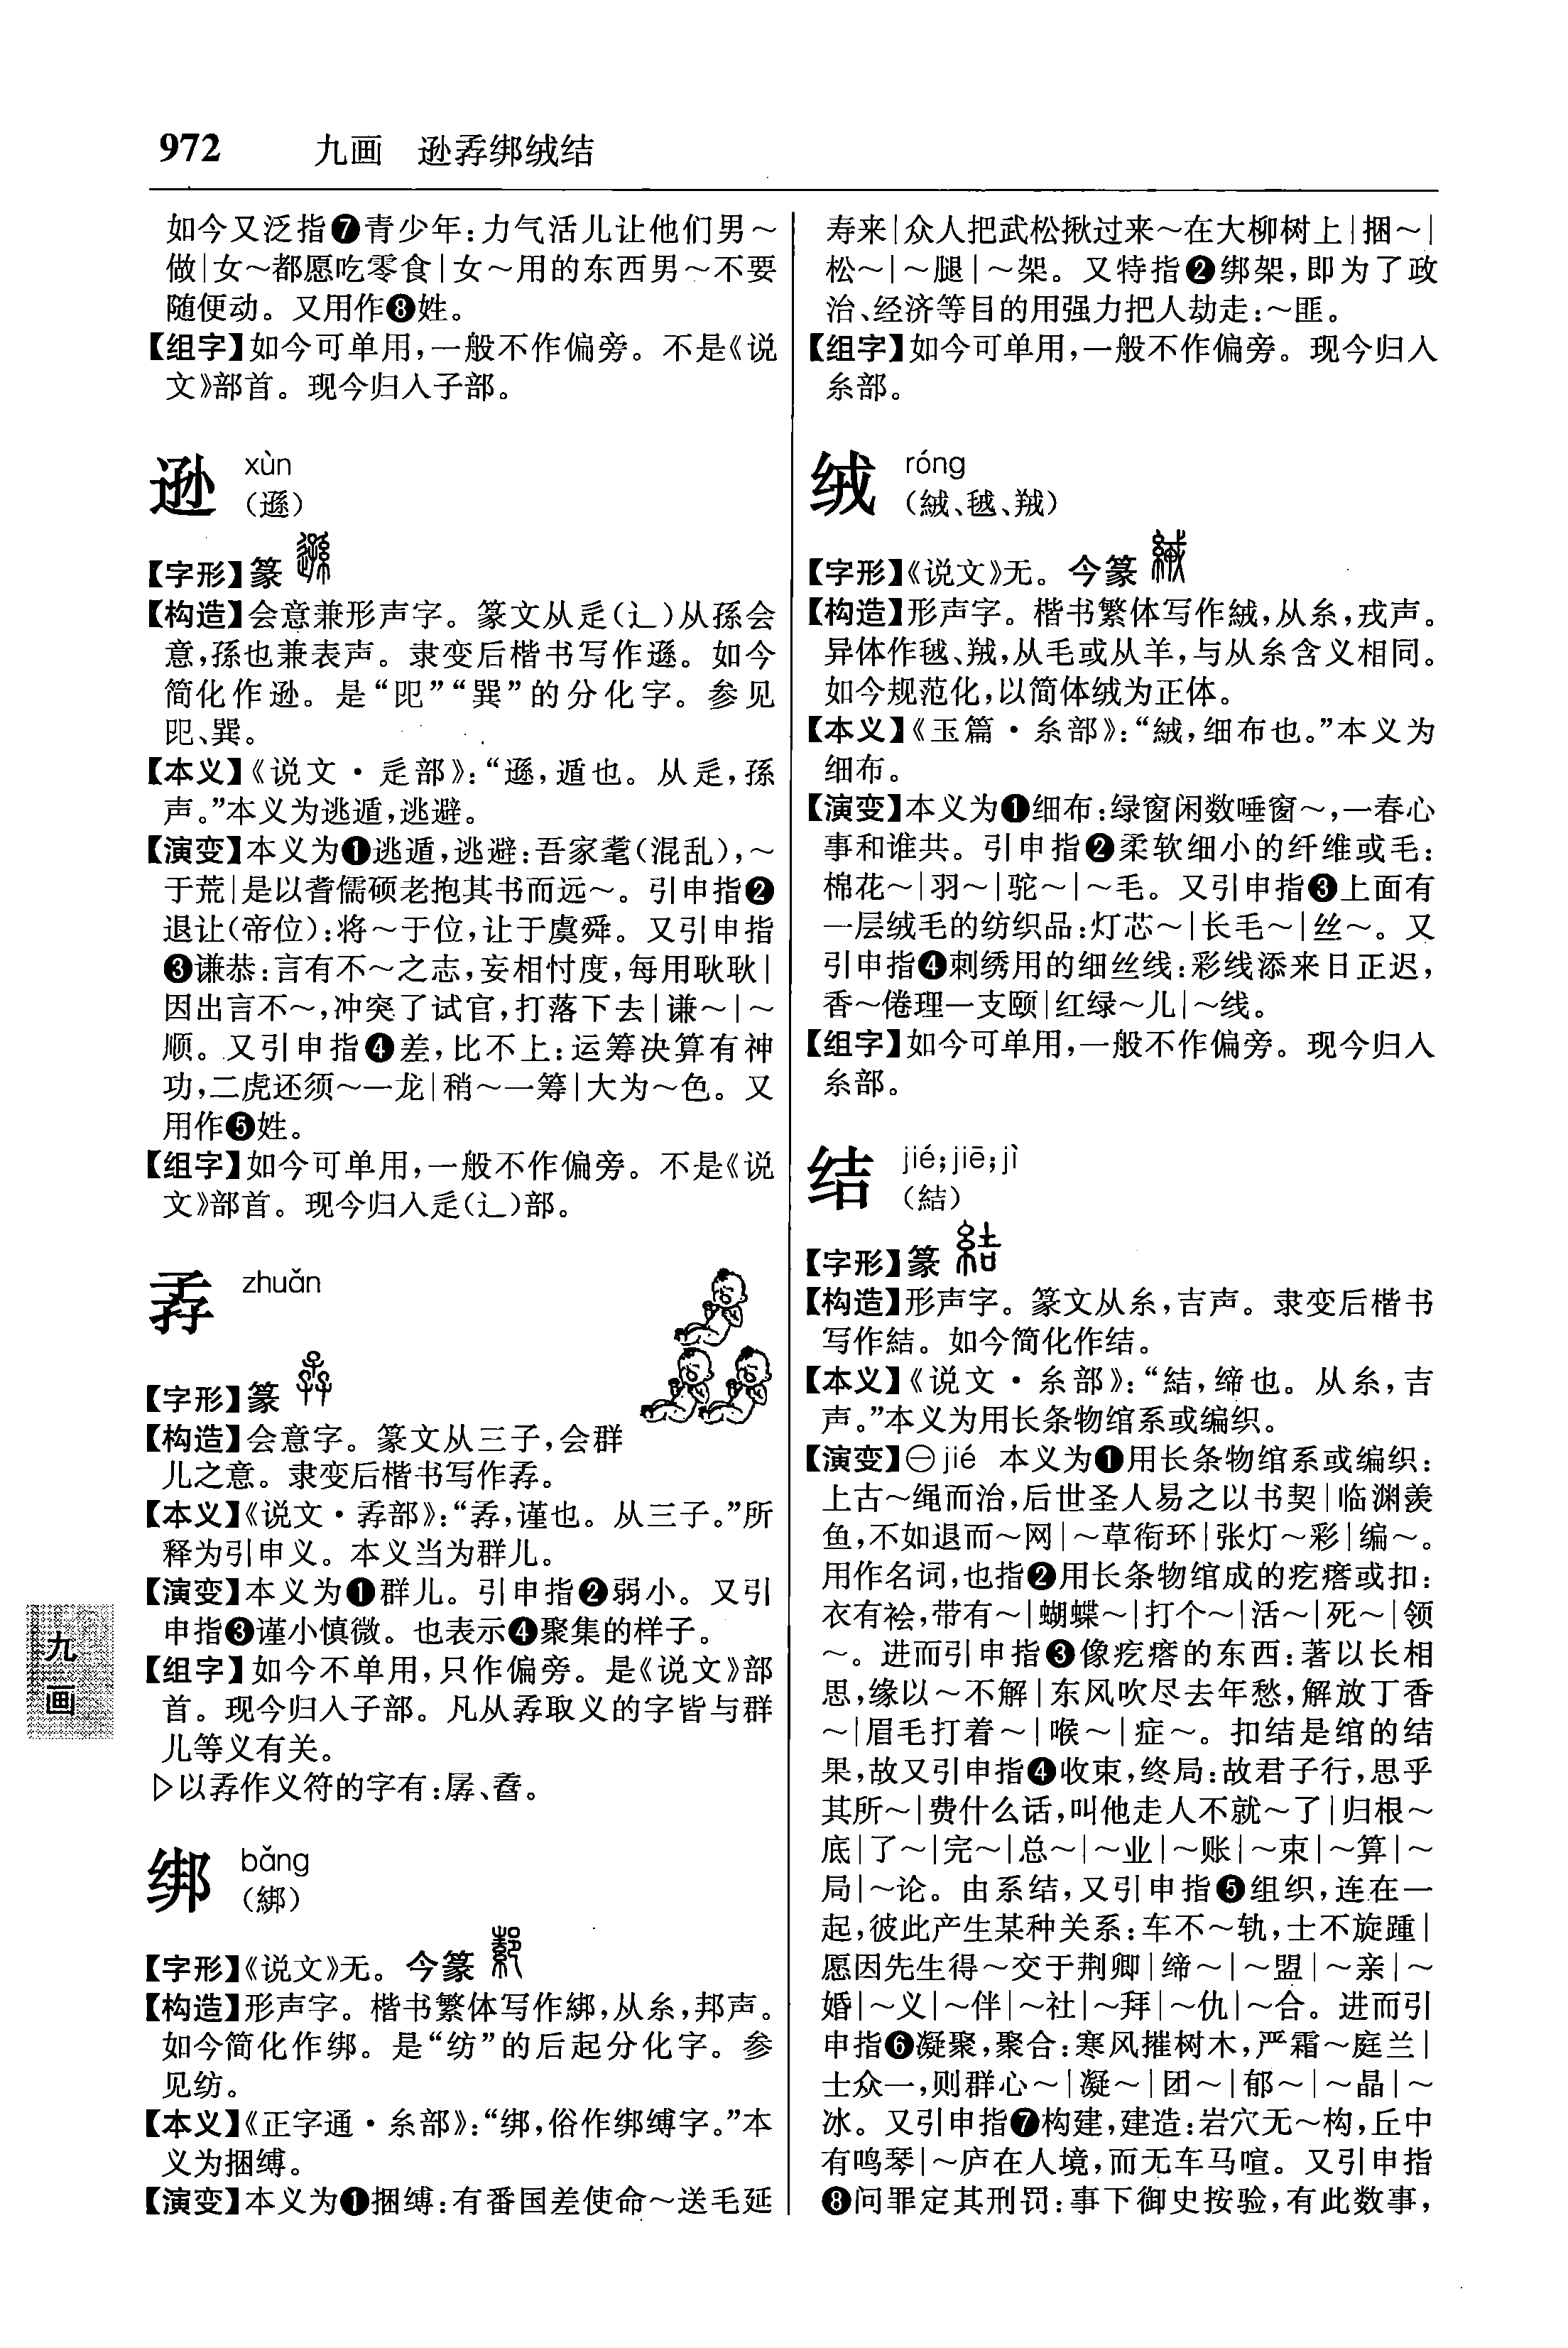 972 九画 逊孨绑绒结
如今又泛指❼青少年：力气活儿让他们男～
做|女～都愿吃零食|女～用的东西男～不要
随便动。又用作❽姓。
【组字】如今可单用，一般不作偏旁。不是《说
文》部首。现今归入子部。
逊 xùn
（遜）
【字形】篆
【构造】会意兼形声字。篆文从辵（辶）从孫会
意，孫也兼表声。隶变后楷书写作遜。如今
简化作逊。是“㔾”“巽”的分化字。参见
㔾、巽。
【本义】《说文·辵部》：“遜，遁也。从辵，孫
声。”本义为逃遁，逃避。
【演变】本义为❶逃遁，逃避：吾家耄（混乱），～
于荒|是以耆儒硕老抱其书而远～。引申指❷
退让（帝位）：将～于位，让于虞舜。又引申指
❸谦恭：言有不～之志，妄相忖度，每用耿耿|
因出言不～，冲突了试官，打落下去|谦～|～
顺。又引申指❹差，比不上：运筹决算有神
功，二虎还须～一龙|稍～一筹|大为～色。又
用作❺姓。
【组字】如今可单用，一般不作偏旁。不是《说
文》部首。现今归入辵（辶）部。
孨 zhuǎn
【字形】篆
【构造】会意字。篆文从三子，会群
儿之意。隶变后楷书写作孨。
【本义】《说文·孨部》：“孨，谨也。从三子。”所
释为引申义。本义当为群儿。
【演变】本义为❶群儿。引申指❷弱小。又引
申指❸谨小慎微。也表示❹聚集的样子。
【组字】如今不单用，只作偏旁。是《说文》部
首。现今归入子部。凡从孨取义的字皆与群
儿等义有关。
▷以孨作义符的字有：孱、孴。
绑 bǎng
（綁）
【字形】《说文》无。今篆
【构造】形声字。楷书繁体写作綁，从糸，邦声。
如今简化作绑。是“纺”的后起分化字。参
见纺。
【本义】《正字通·糸部》：“绑，俗作绑缚字。”本
义为捆缚。
【演变】本义为❶捆缚：有番国差使命～送毛延
寿来|众人把武松揪过来～在大柳树上|捆～|
松～|～腿|～架。又特指❷绑架，即为了政
治、经济等目的用强力把人劫走：～匪。
【组字】如今可单用，一般不作偏旁。现今归入
糸部。
绒 róng
（絨、毧、羢）
【字形】《说文》无。今篆
【构造】形声字。楷书繁体写作絨，从糸，戎声。
异体作毧、羢，从毛或从羊，与从糸含义相同。
如今规范化，以简体绒为正体。
【本义】《玉篇·糸部》：“絨，细布也。”本义为
细布。
【演变】本义为❶细布：绿窗闲数唾窗～，一春心
事和谁共。引申指❷柔软细小的纤维或毛：
棉花～|羽～|驼～|～毛。又引申指❸上面有
一层绒毛的纺织品：灯芯～|长毛～|丝～。又
引申指❹刺绣用的细丝线：彩线添来日正迟，
香～倦理一支颐|红绿～儿|～线。
【组字】如今可单用，一般不作偏旁。现今归入
糸部。
结 jié；jiē；jì
（結）
【字形】篆
【构造】形声字。篆文从糸，吉声。隶变后楷书
写作結。如今简化作结。
【本义】《说文·糸部》：“結，缔也。从糸，吉
声。”本义为用长条物绾系或编织。
【演变】㊀jié 本义为❶用长条物绾系或编织：
上古～绳而治，后世圣人易之以书契|临渊羡
鱼，不如退而～网|～草衔环|张灯～彩|编～。
用作名词，也指❷用长条物绾成的疙瘩或扣：
衣有襘，带有～|蝴蝶～|打个～|活～|死～|领
～。进而引申指❸像疙瘩的东西：著以长相
思，缘以～不解|东风吹尽去年愁，解放丁香
～|眉毛打着～|喉～|症～。扣结是绾的结
果，故又引申指❹收束，终局：故君子行，思乎
其所～|费什么话，叫他走人不就～了|归根～
底|了～|完～|总～|～业|～账|～束|～算|～
局|～论。由系结，又引申指❺组织，连在一
起，彼此产生某种关系：车不～轨，士不旋踵|
愿因先生得～交于荆卿|缔～|～盟|～亲|～
婚|～义|～伴|～社|～拜|～仇|～合。进而引
申指❻凝聚，聚合：寒风摧树木，严霜～庭兰|
士众一，则群心～|凝～|团～|郁～|～晶|～
冰。又引申指❼构建，建造：岩穴无～构，丘中
有鸣琴|～庐在人境，而无车马喧。又引申指
❽问罪定其刑罚：事下御史按验，有此数事，
九
画